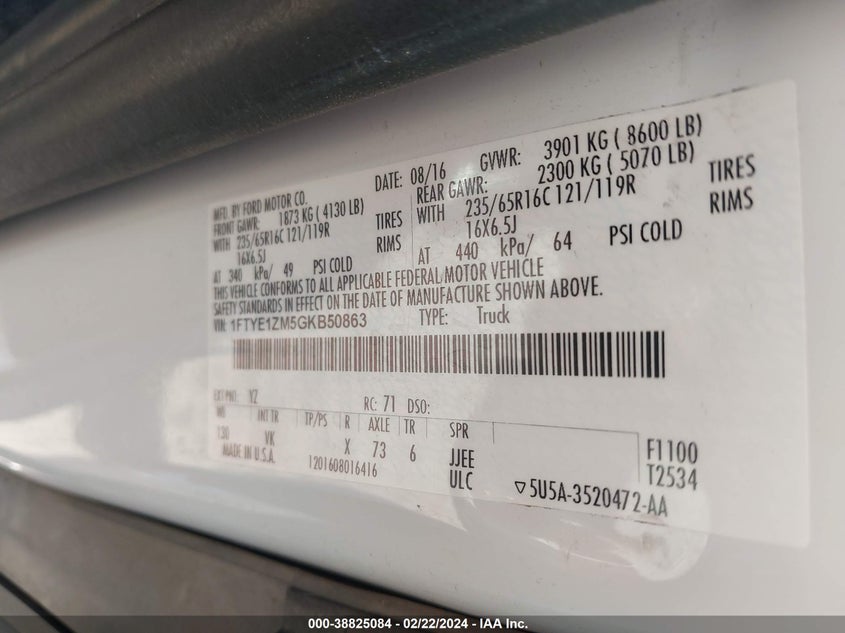 MFD. BY FORD MOTOR CO. DATE: 08/16 GVWR: 3901 KG ( 8600 LB)
FRONT GAWR: 1873 KG ( 4130 LB) REAR GAWR: 2300 KG ( 5070 LB)
WITH 235/65R16C 121/119R TIRES WITH 235/65R16C 121/119R TIRES
16X6.5J RIMS 16X6.5J RIMS
AT 340 kPa/ 49 PSI COLD AT 440 kPa/ 64 PSI COLD
THIS VEHICLE CONFORMS TO ALL APPLICABLE FEDERAL MOTOR VEHICLE
SAFETY STANDARDS IN EFFECT ON THE DATE OF MANUFACTURE SHOWN ABOVE.
VIN: 1FTYE1ZM5GKB50863 TYPE: Truck
EXT PNT: YZ RC: 71 DSO:
WB INT TR TP/PS R AXLE TR SPR
130 VK X 73 6 JJEE F1100
MADE IN U.S.A. 1201608016416 ULC T2534
▽5U5A-3520472-AA
000-38825084 - 02/22/2024 - IAA Inc.